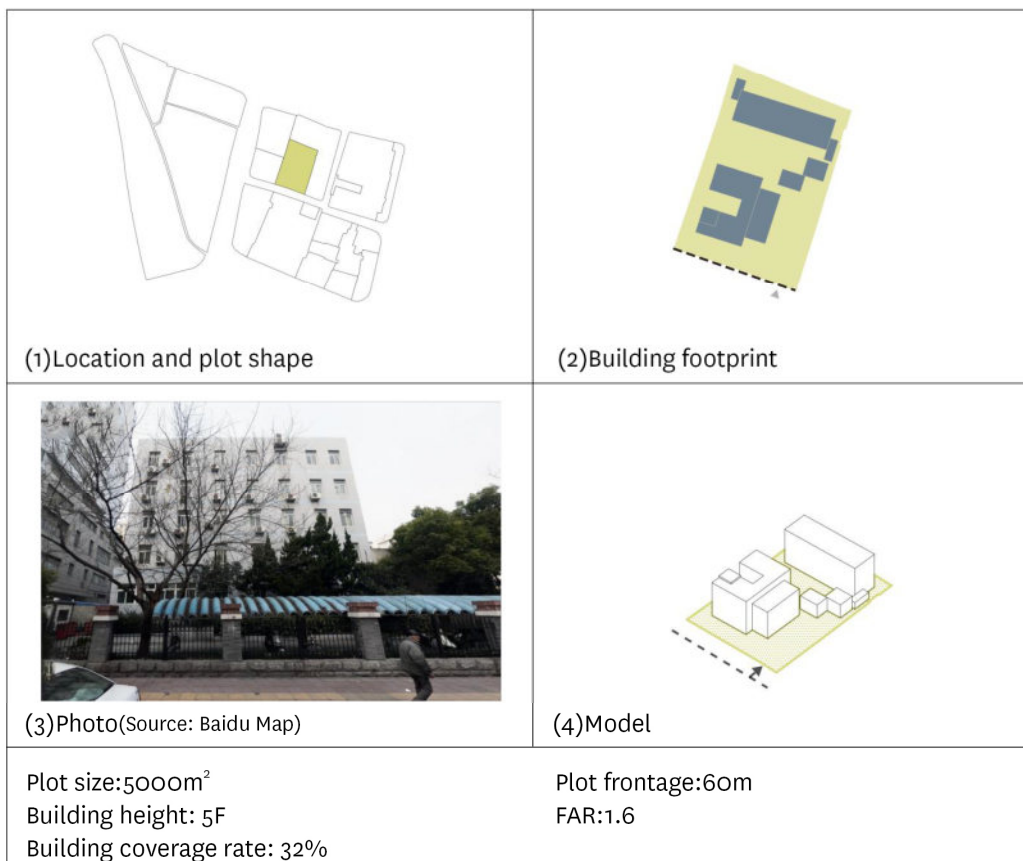 (1)Location and plot shape
(2)Building footprint
(3)Photo(Source: Baidu Map)
(4)Model
Plot size:5000m²
Building height: 5F
Building coverage rate: 32%
Plot frontage:60m
FAR:1.6